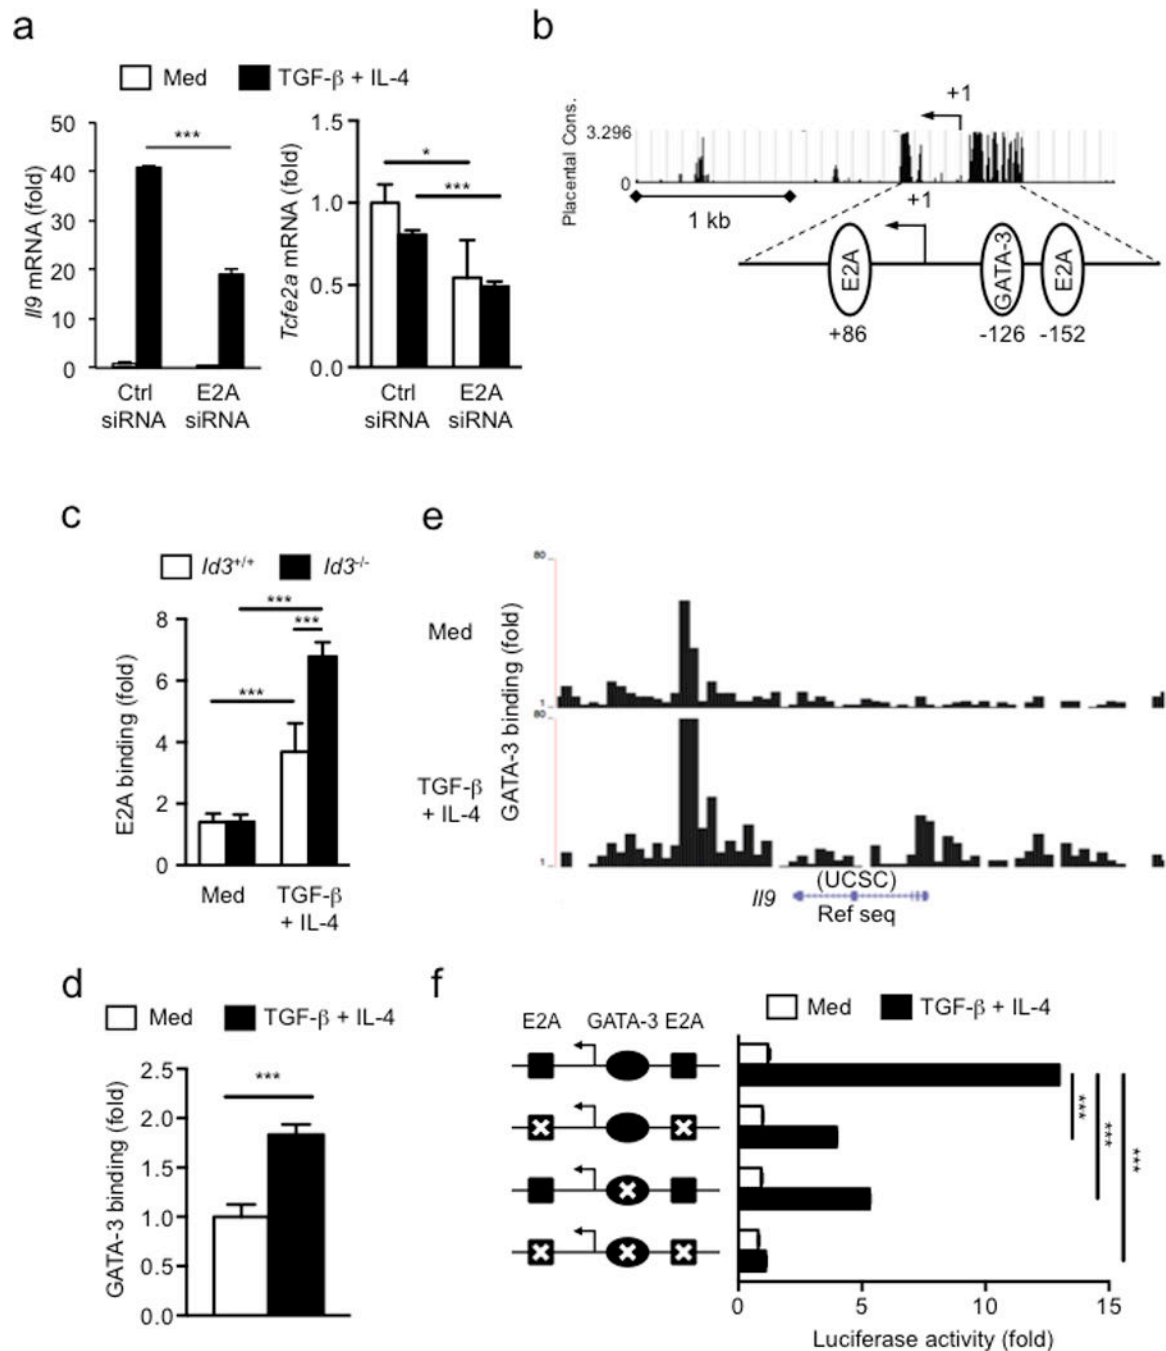 a
Med TGF-β + IL-4
Il9 mRNA (fold)
50
40
30
20
10
0
***
Ctrl siRNA
E2A siRNA
Tcfe2a mRNA (fold)
1.5
1.0
0.5
0.0
*
***
Ctrl siRNA
E2A siRNA
b
Placental Cons.
3.296
0
+1
1 kb
+1
E2A
GATA-3
E2A
+86
-126
-152
c
Id3+/+ Id3-/-
E2A binding (fold)
8
6
4
2
0
***
***
***
Med
TGF-β
+ IL-4
e
GATA-3 binding (fold)
Med
80
1
TGF-β
+ IL-4
80
1
(UCSC)
Il9
Ref seq
d
Med TGF-β + IL-4
GATA-3 binding (fold)
2.5
2.0
1.5
1.0
0.5
0.0
***
f
Med TGF-β + IL-4
E2A GATA-3 E2A
***
***
***
0 5 10 15
Luciferase activity (fold)